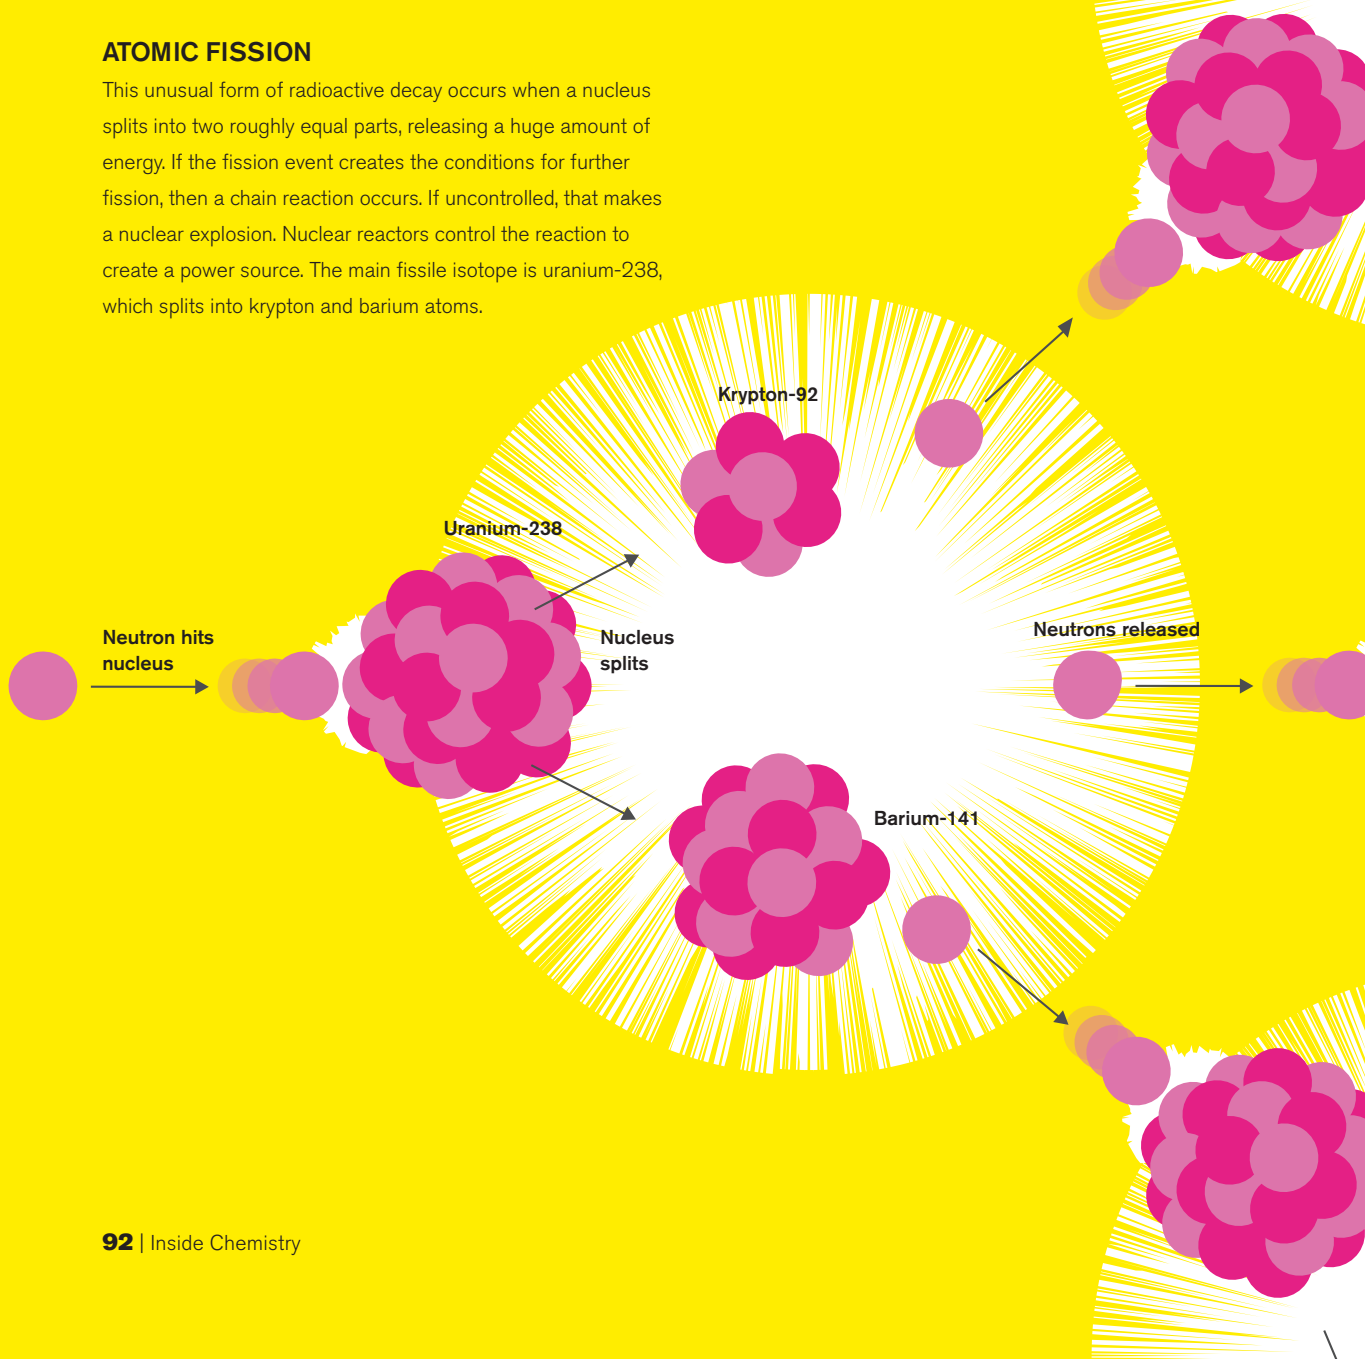 ATOMIC FISSION
This unusual form of radioactive decay occurs when a nucleus
splits into two roughly equal parts, releasing a huge amount of
energy. If the fission event creates the conditions for further
fission, then a chain reaction occurs. If uncontrolled, that makes
a nuclear explosion. Nuclear reactors control the reaction to
create a power source. The main fissile isotope is uranium-238,
which splits into krypton and barium atoms.
Krypton-92
Uranium-238
Neutron hits
nucleus
Nucleus
splits
Neutrons released
Barium-141
92 | Inside Chemistry